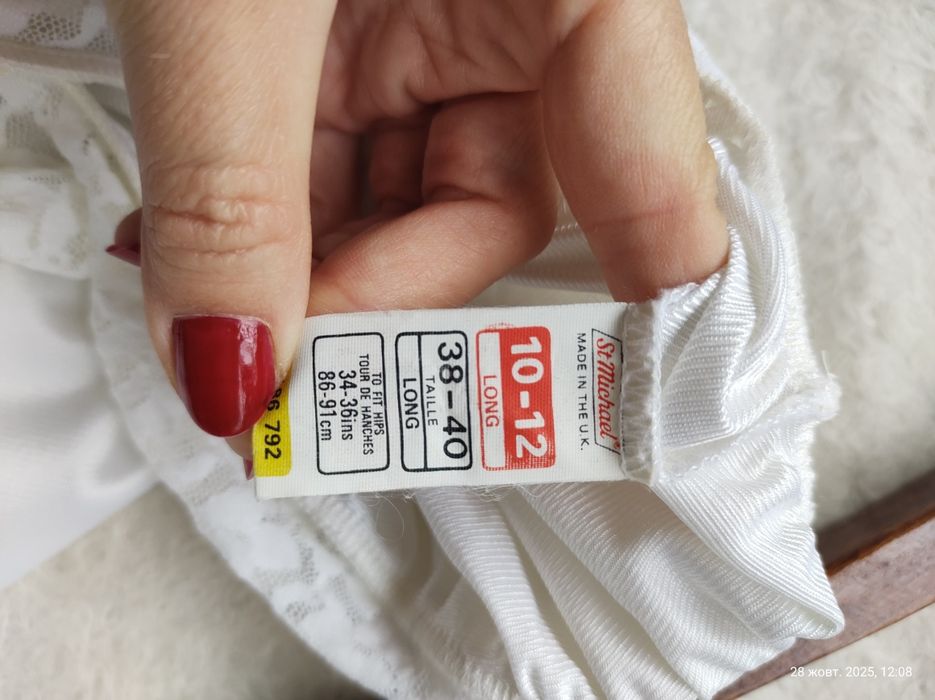 St Michael®
MADE IN THE U.K.
10-12
LONG
38-40
TAILLE
LONG
TO FIT HIPS
TOUR DE HANCHES
34-36ins
86-91cm
792
28 жовт. 2025, 12:08